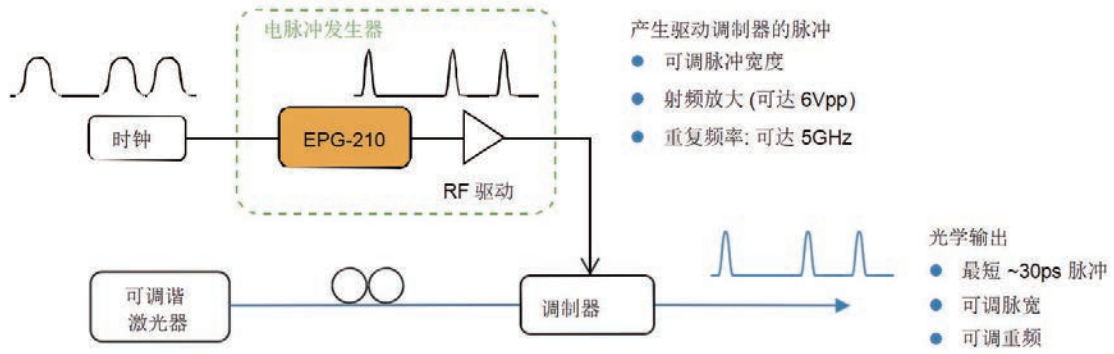 电脉冲发生器
时钟
EPG-210
RF 驱动
产生驱动调制器的脉冲
可调脉冲宽度
射频放大 (可达 6Vpp)
重复频率: 可达 5GHz
可调谐
激光器
调制器
光学输出
最短 ~30ps 脉冲
可调脉宽
可调重频